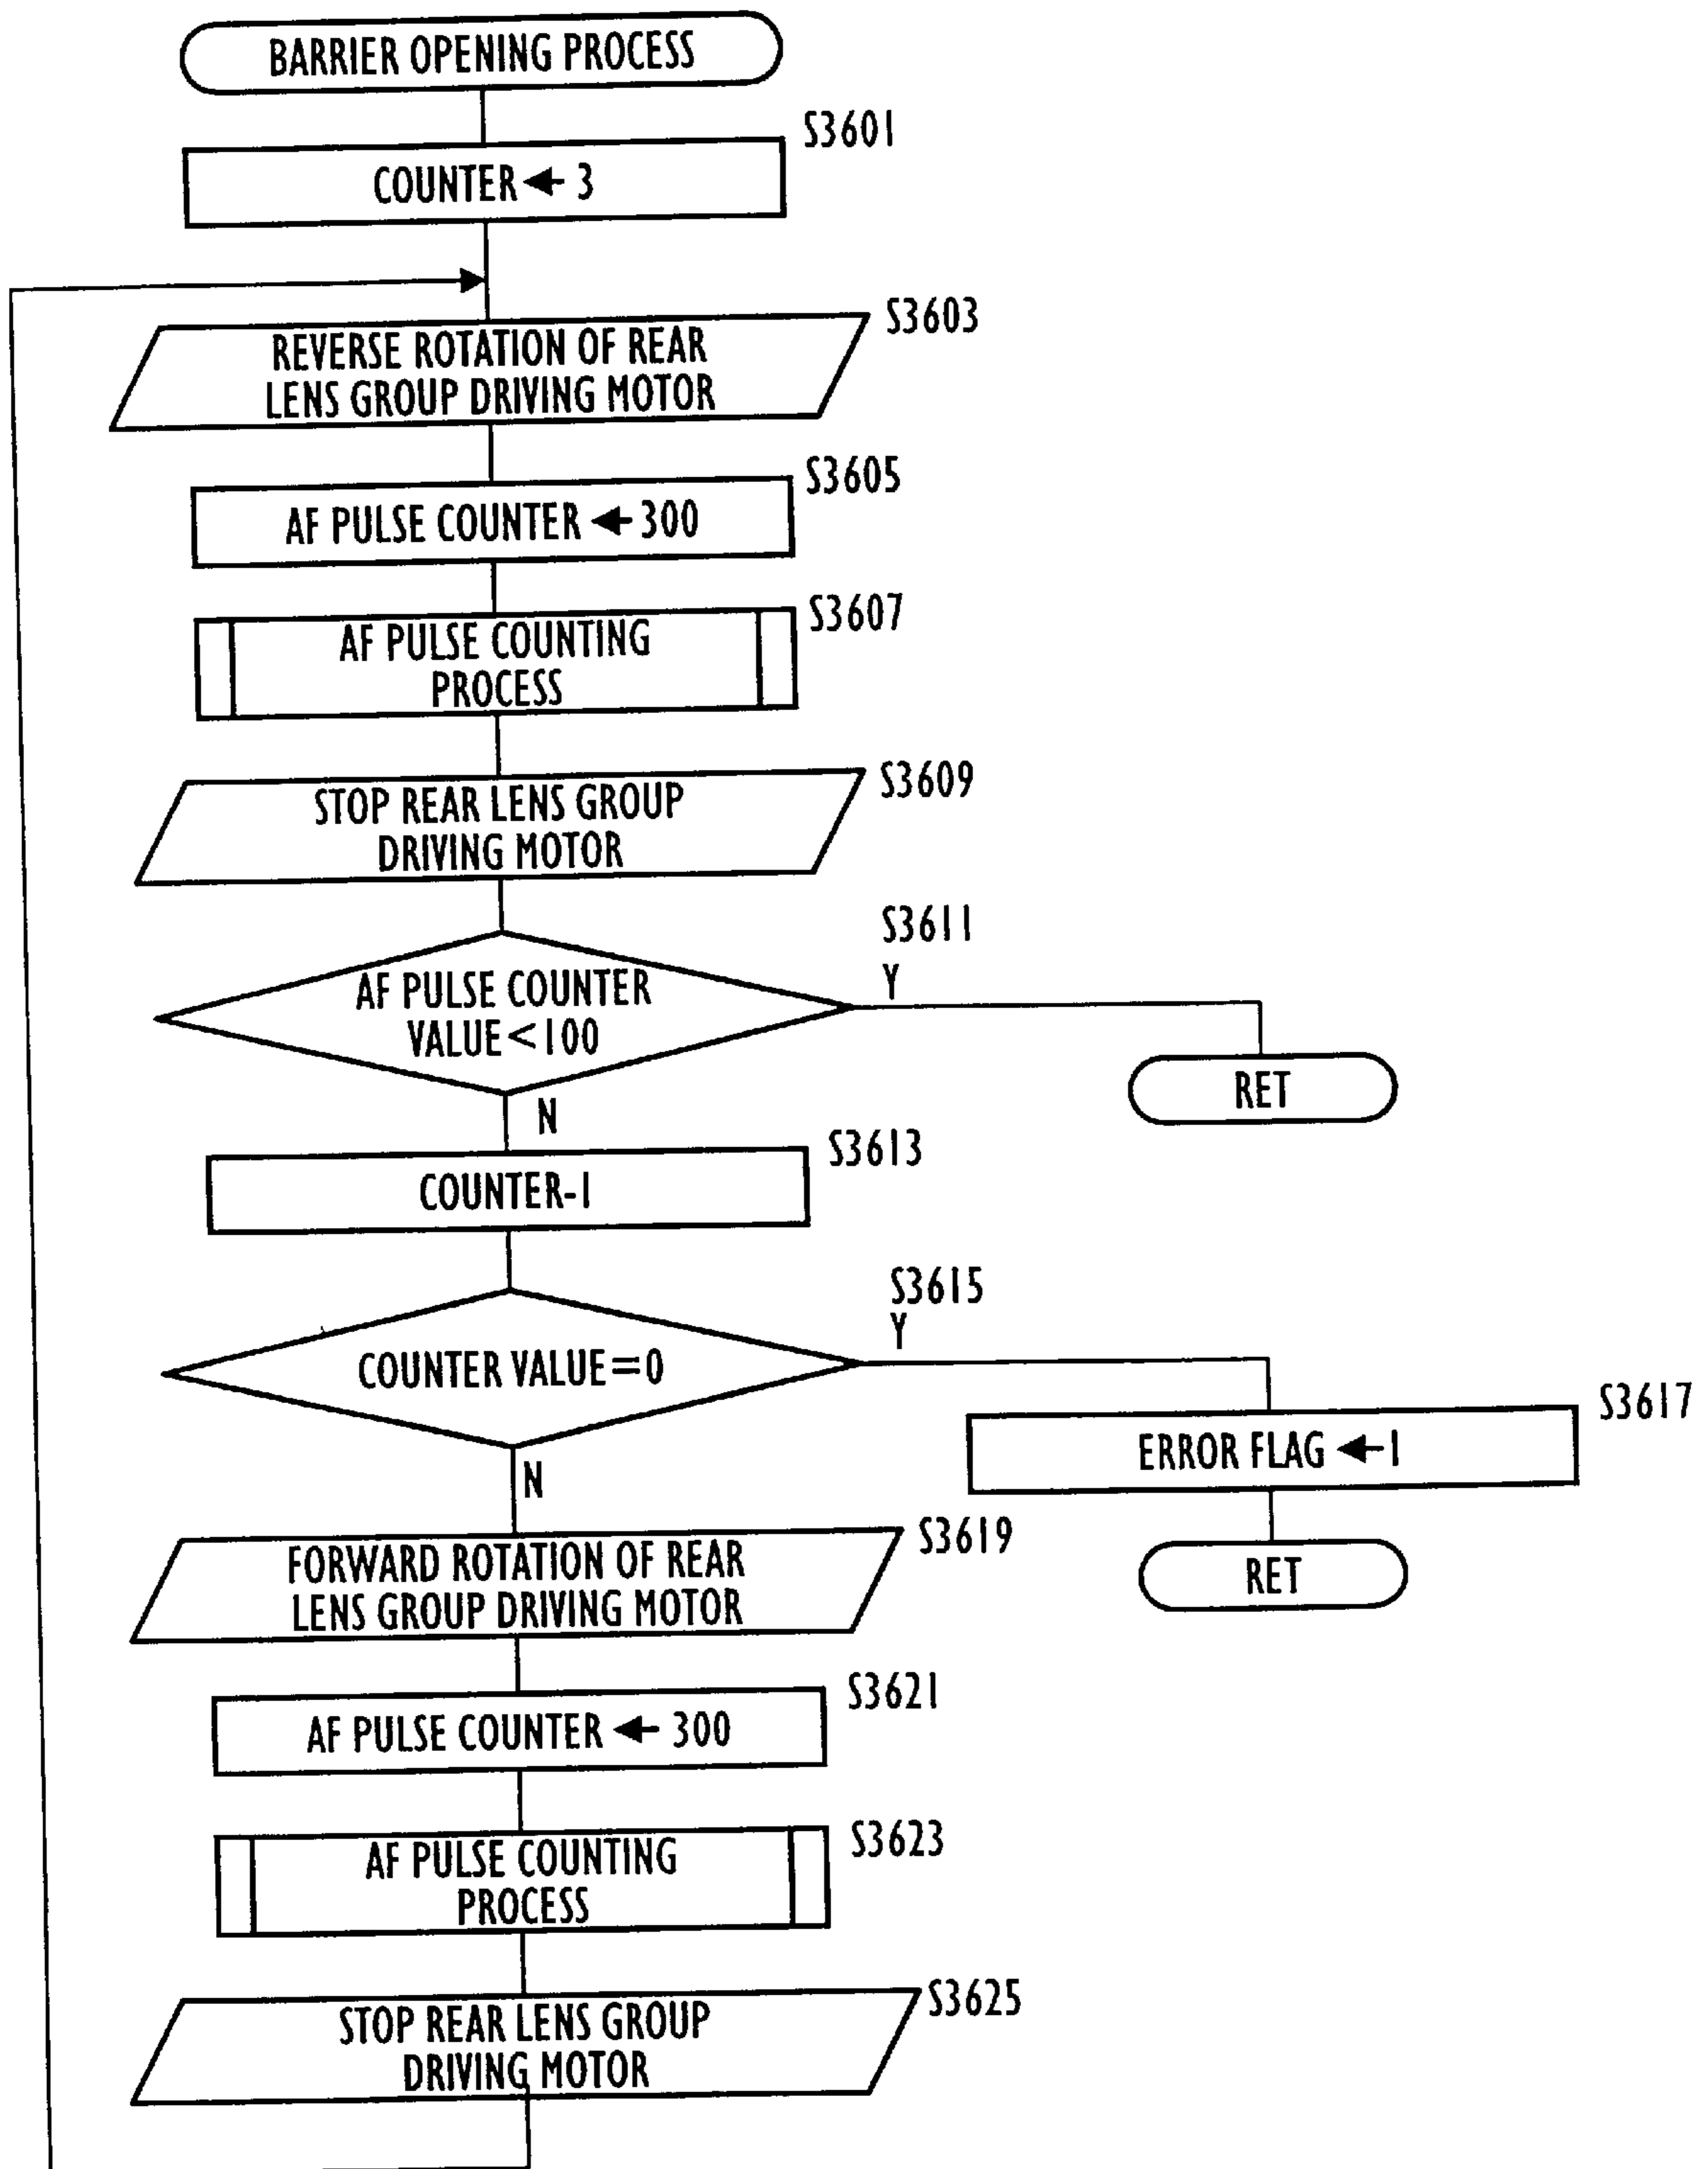 BARRIER OPENING PROCESS
S3601
COUNTER ← 3
S3603
REVERSE ROTATION OF REAR
LENS GROUP DRIVING MOTOR
S3605
AF PULSE COUNTER ← 300
S3607
AF PULSE COUNTING
PROCESS
S3609
STOP REAR LENS GROUP
DRIVING MOTOR
S3611
Y
AF PULSE COUNTER
VALUE<100
RET
N
S3613
COUNTER-1
S3615
Y
COUNTER VALUE=0
S3617
ERROR FLAG ← 1
N
RET
S3619
FORWARD ROTATION OF REAR
LENS GROUP DRIVING MOTOR
S3621
AF PULSE COUNTER ← 300
S3623
AF PULSE COUNTING
PROCESS
S3625
STOP REAR LENS GROUP
DRIVING MOTOR